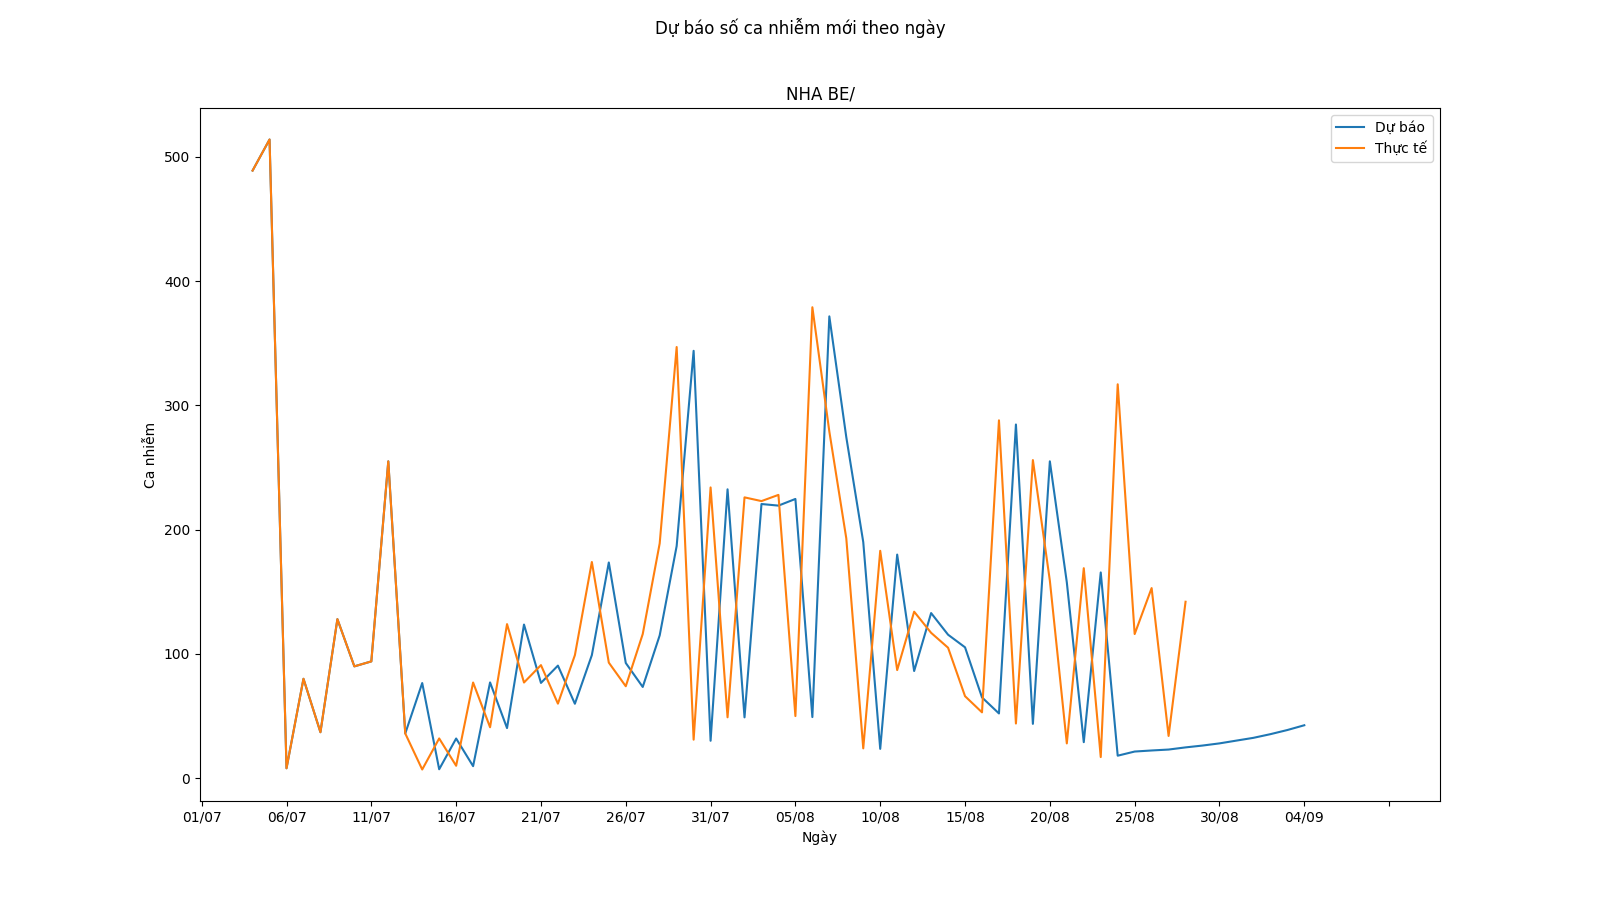 Dự báo số ca nhiễm mới theo ngày
NHA BE/
Dự báo
Thực tế
500
400
300
200
100
0
Ca nhiễm
01/07 06/07 11/07 16/07 21/07 26/07 31/07 05/08 10/08 15/08 20/08 25/08 30/08 04/09
Ngày